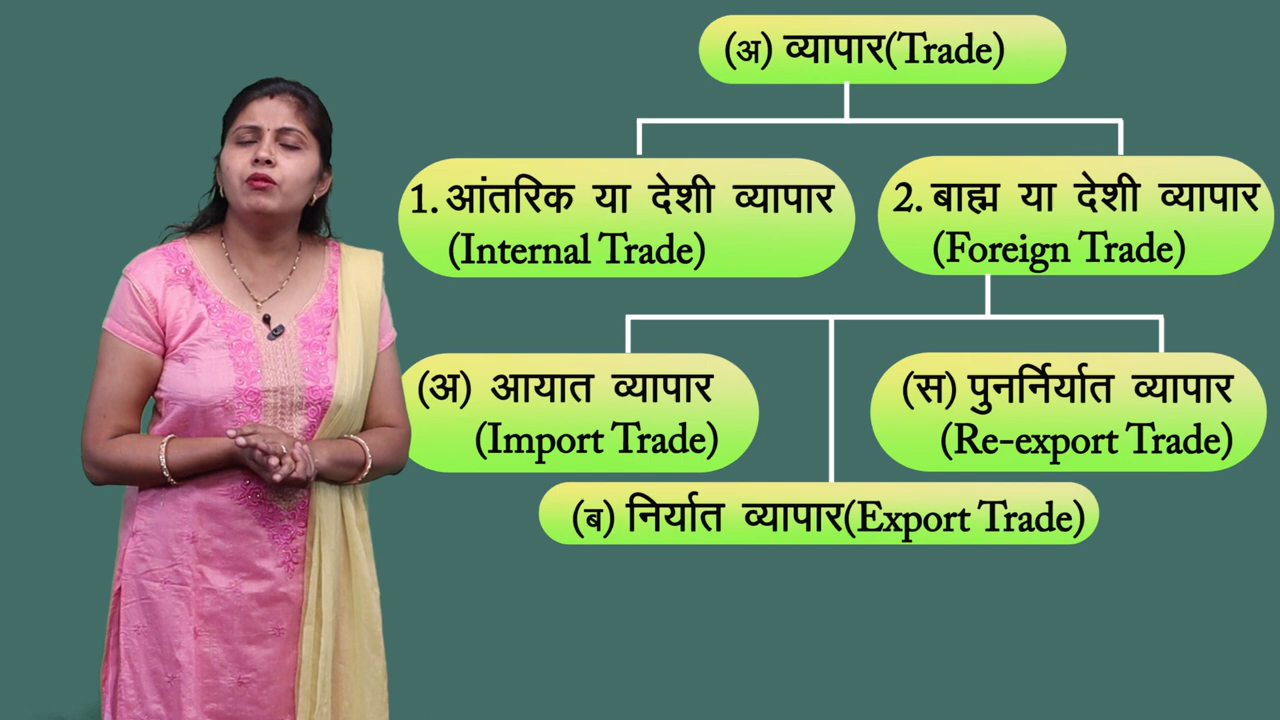 (अ) व्यापार(Trade)
1. आंतरिक या देशी व्यापार
(Internal Trade)
2. बाह्म या देशी व्यापार
(Foreign Trade)
(अ) आयात व्यापार
(Import Trade)
(स) पुनर्निर्यात व्यापार
(Re-export Trade)
(ब) निर्यात व्यापार(Export Trade)